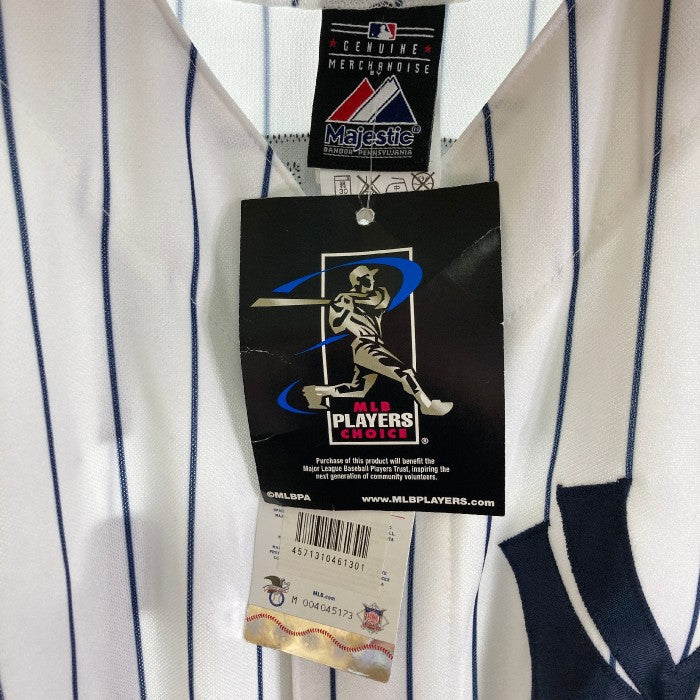 GENUINE
MERCHANDISE
BY
Majestic®
BANGOR PENNSYLVANIA
MLB
PLAYERS
CHOICE
®
Purchase of this product will benefit the
Major League Baseball Players Trust, inspiring the
next generation of community volunteers.
©MLBPA
www.MLBPLAYERS.com
4571310461301
MLB.com
M 004045173